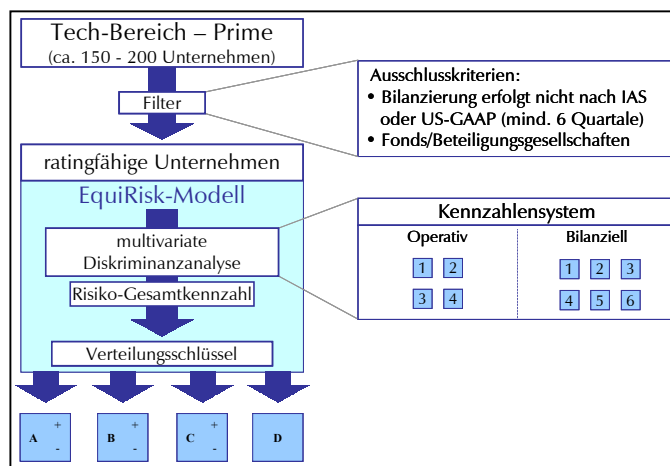 Tech-Bereich – Prime
(ca. 150 - 200 Unternehmen)
Filter
Ausschlusskriterien:
• Bilanzierung erfolgt nicht nach IAS
oder US-GAAP (mind. 6 Quartale)
• Fonds/Beteiligungsgesellschaften
ratingfähige Unternehmen
EquiRisk-Modell
multivariate
Diskriminanzanalyse
Risiko-Gesamtkennzahl
Verteilungsschlüssel
Kennzahlensystem
Operativ Bilanziell
1 2 1 2 3
3 4 4 5 6
+ + +
A B C D
- - -